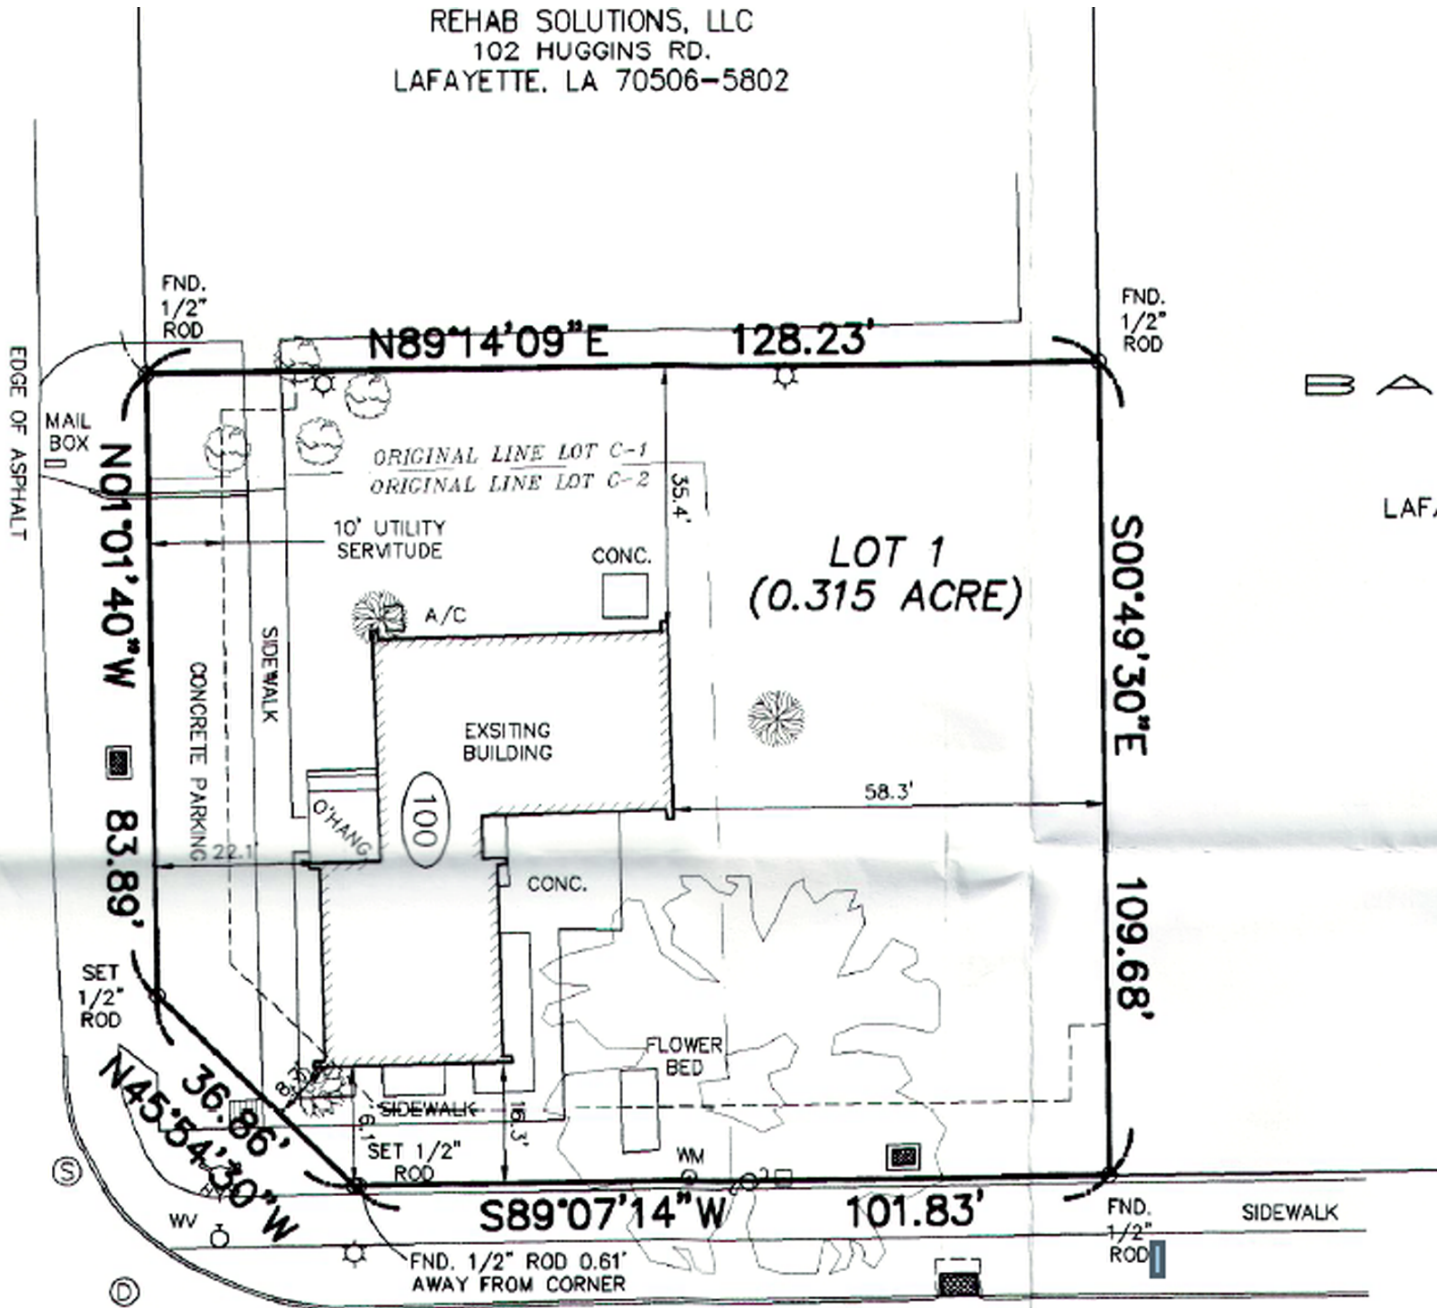 REHAB SOLUTIONS, LLC
102 HUGGINS RD.
LAFAYETTE, LA 70506-5802
FND.
1/2"
ROD
FND.
1/2"
ROD
N89°14'09"E 128.23'
EDGE OF ASPHALT
MAIL
BOX
B A
N01°01'40"W 83.89'
ORIGINAL LINE LOT C-1
ORIGINAL LINE LOT C-2
35.4'
10' UTILITY
SERVITUDE
CONC.
LOT 1
(0.315 ACRE)
S00°49'30"E 109.68'
A/C
SIDEWALK
CONCRETE PARKING
EXSITING
BUILDING
100
O'HANG
58.3'
22.1'
CONC.
SET
1/2"
ROD
FLOWER
BED
N45°54'30"W
36.86'
SIDEWALK
6.1'
16.3'
SET 1/2"
ROD
WM
S
WV
S89°07'14"W 101.83'
FND.
1/2"
ROD
SIDEWALK
FND. 1/2" ROD 0.61'
AWAY FROM CORNER
D